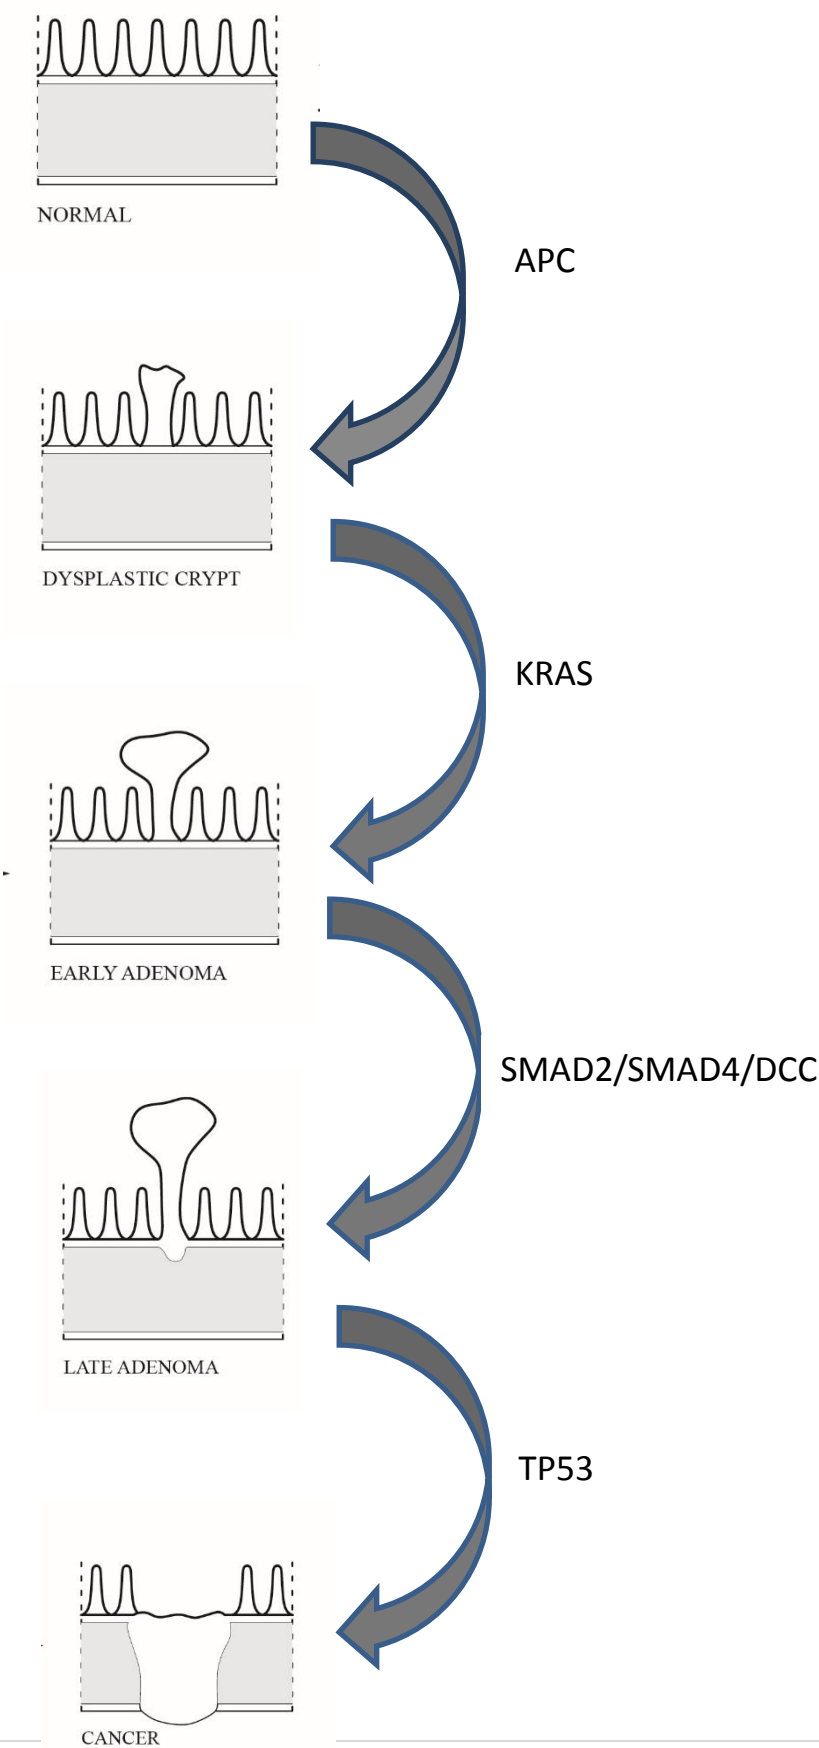 NORMAL
APC
DYSPLASTIC CRYPT
KRAS
EARLY ADENOMA
SMAD2/SMAD4/DCC
LATE ADENOMA
TP53
CANCER